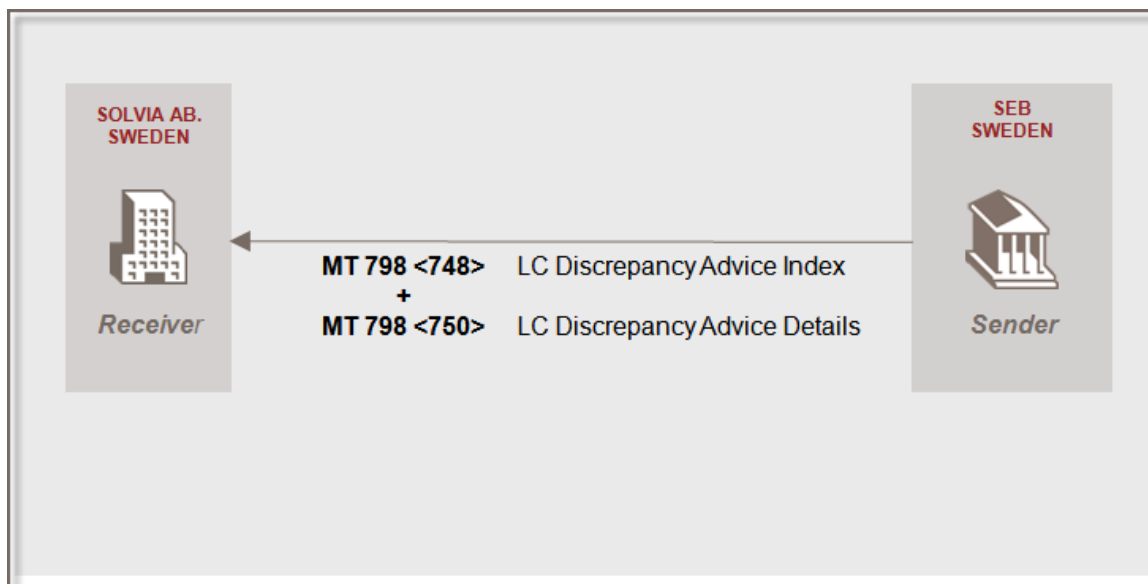 SOLVIA AB.
SWEDEN
Receiver
MT 798 <748> LC Discrepancy Advice Index
+
MT 798 <750> LC Discrepancy Advice Details
SEB
SWEDEN
Sender